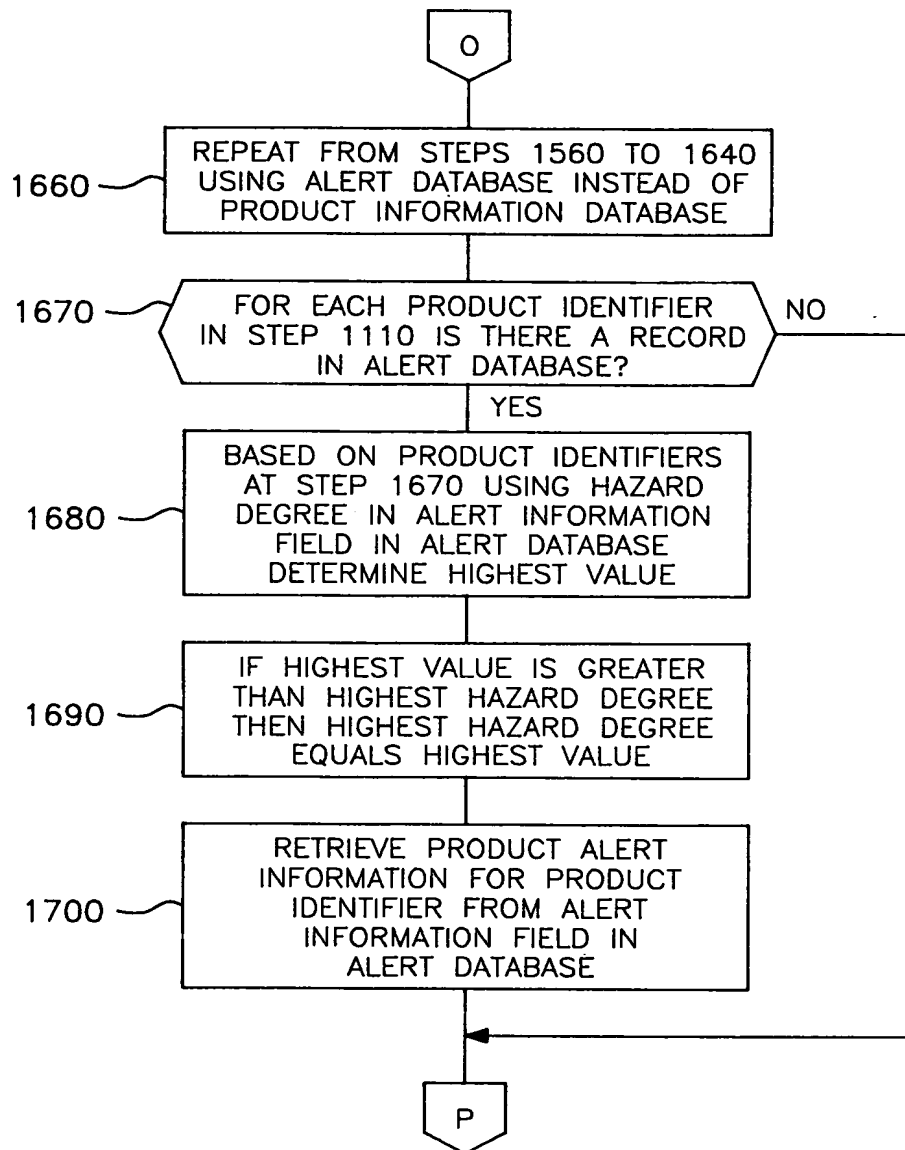 O
1660
REPEAT FROM STEPS 1560 TO 1640
USING ALERT DATABASE INSTEAD OF
PRODUCT INFORMATION DATABASE
1670
FOR EACH PRODUCT IDENTIFIER
IN STEP 1110 IS THERE A RECORD
IN ALERT DATABASE?
NO
YES
1680
BASED ON PRODUCT IDENTIFIERS
AT STEP 1670 USING HAZARD
DEGREE IN ALERT INFORMATION
FIELD IN ALERT DATABASE
DETERMINE HIGHEST VALUE
1690
IF HIGHEST VALUE IS GREATER
THAN HIGHEST HAZARD DEGREE
THEN HIGHEST HAZARD DEGREE
EQUALS HIGHEST VALUE
1700
RETRIEVE PRODUCT ALERT
INFORMATION FOR PRODUCT
IDENTIFIER FROM ALERT
INFORMATION FIELD IN
ALERT DATABASE
P